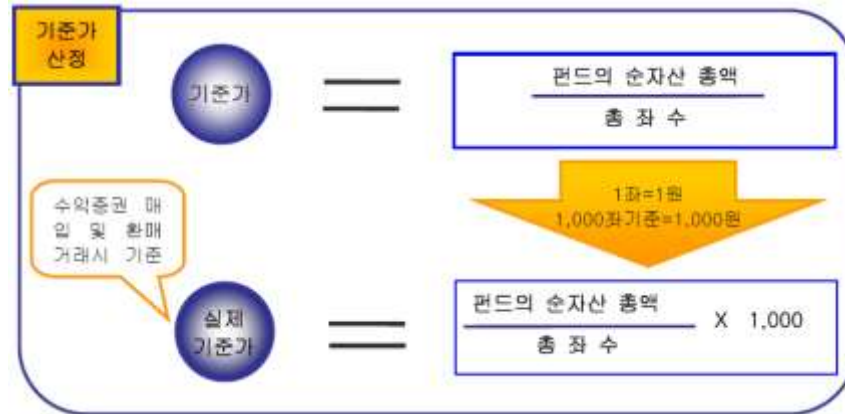 기준가
산정
기준가
펀드의 순자산 총액
총 좌 수
1좌=1원
1,000좌기준=1,000원
수익증권 매
입 및 환매
거래시 기준
실제
기준가
펀드의 순자산 총액
총 좌 수
X 1,000